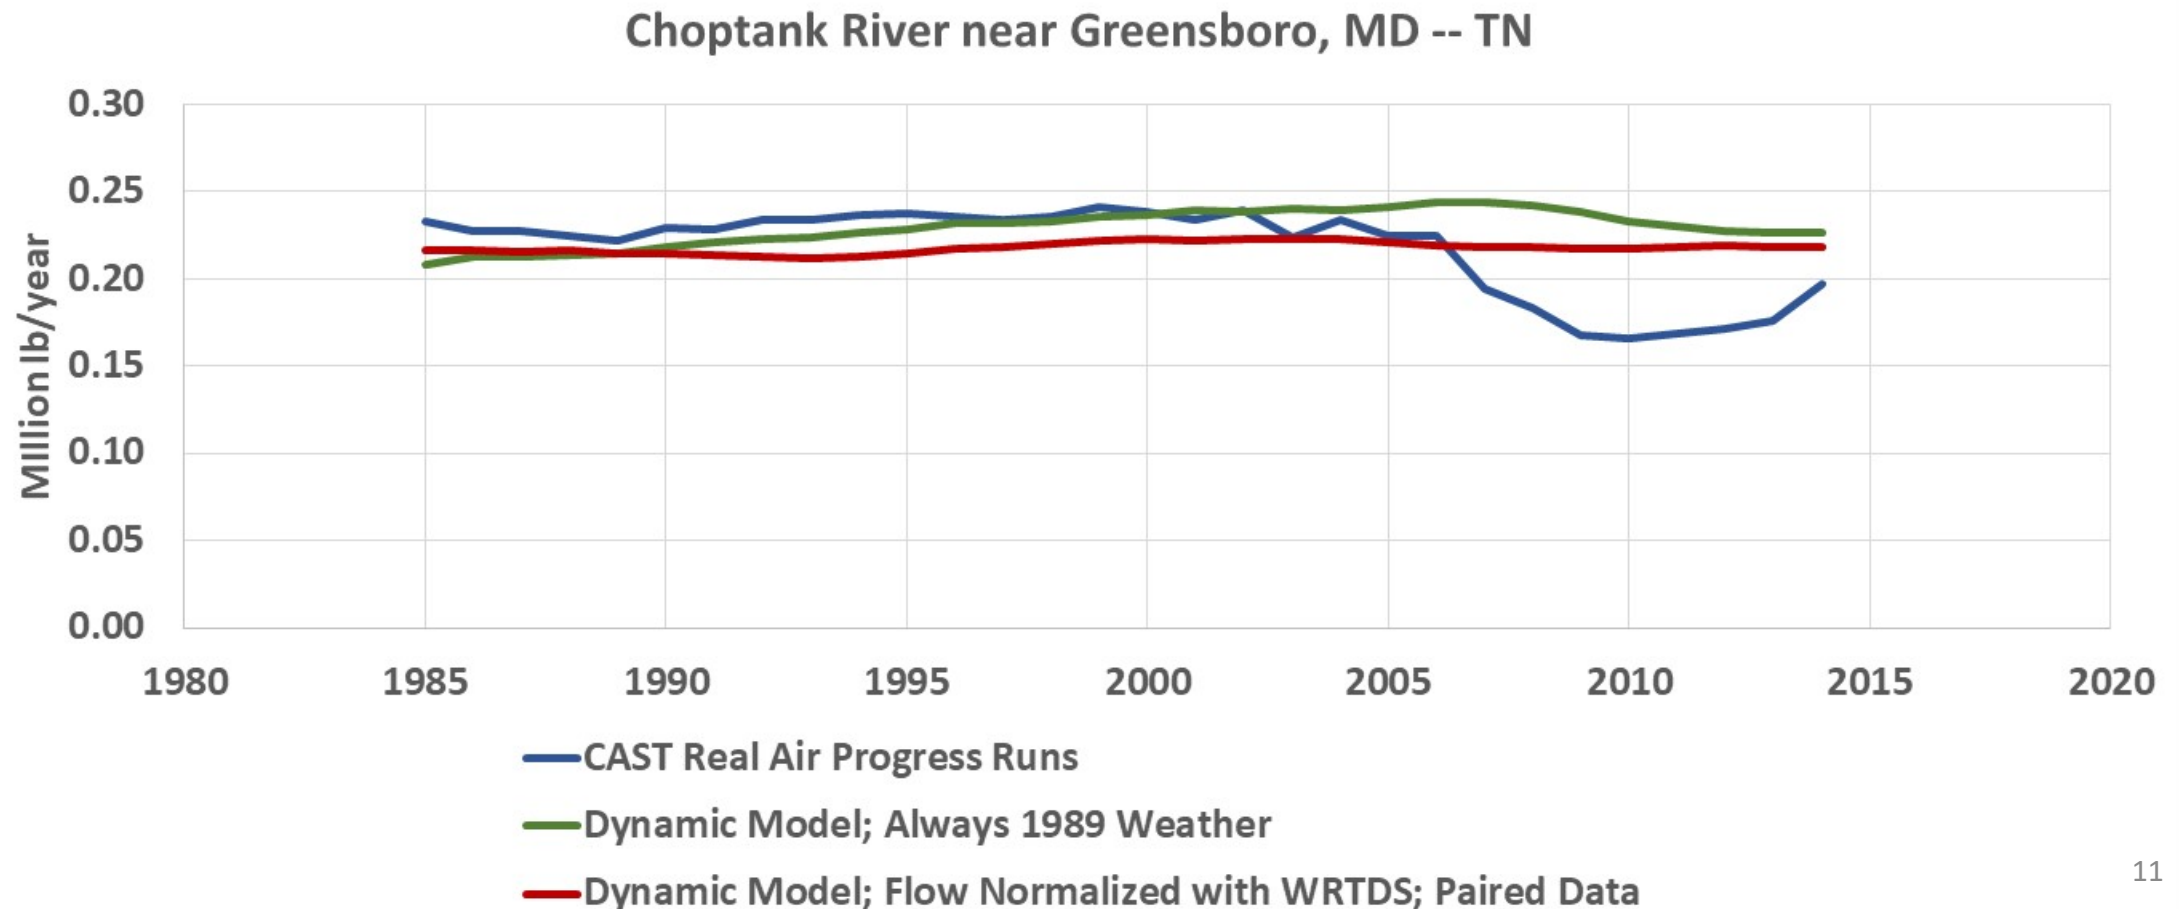 Choptank River near Greensboro, MD -- TN
MIllion lb/year
0.30
0.25
0.20
0.15
0.10
0.05
0.00
1980 1985 1990 1995 2000 2005 2010 2015 2020
CAST Real Air Progress Runs
Dynamic Model; Always 1989 Weather
Dynamic Model; Flow Normalized with WRTDS; Paired Data
11